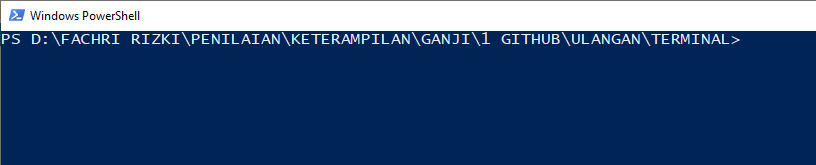 Windows PowerShell
PS D:\FACHRI RIZKI\PENILAIAN\KETERAMPILAN\GANJI\1 GITHUB\ULANGAN\TERMINAL>